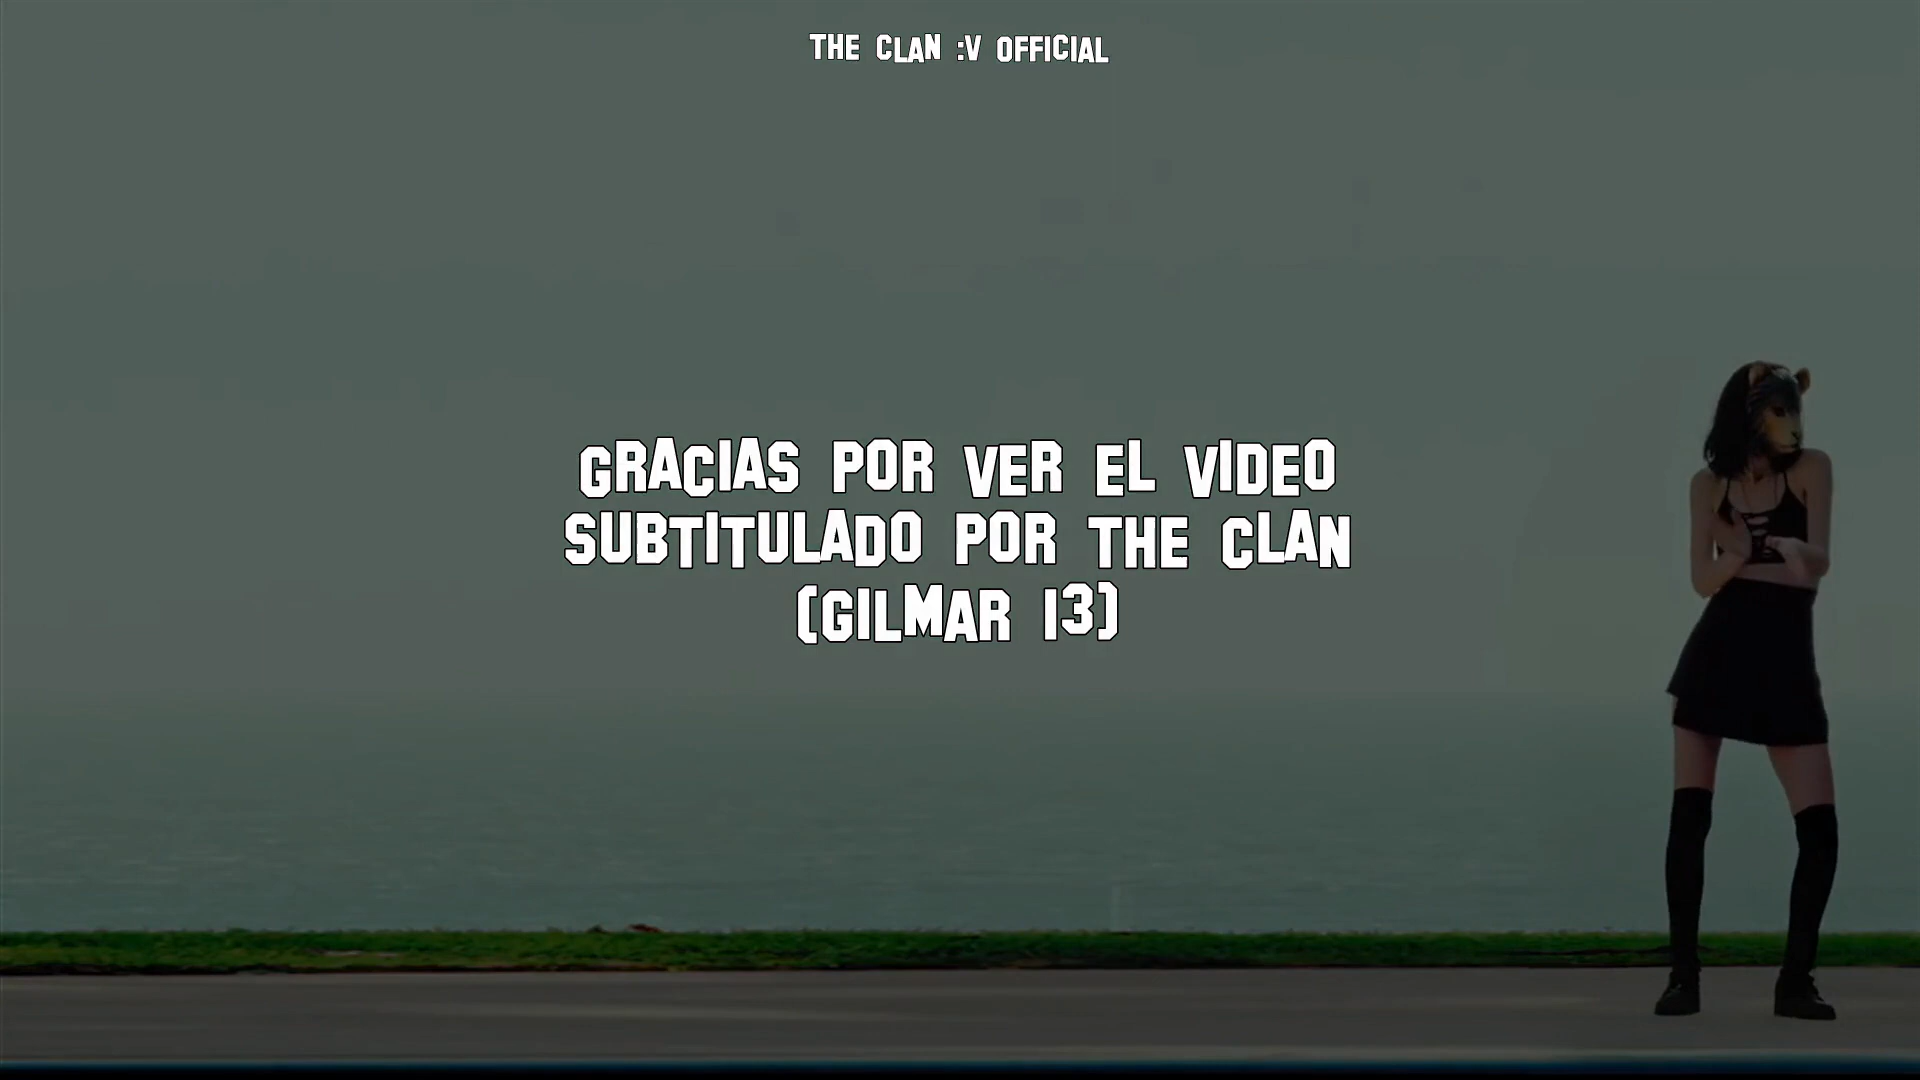 THE CLAN :V OFFICIAL
GRACIAS POR VER EL VIDEO
SUBTITULADO POR THE CLAN
(GILMAR 13)